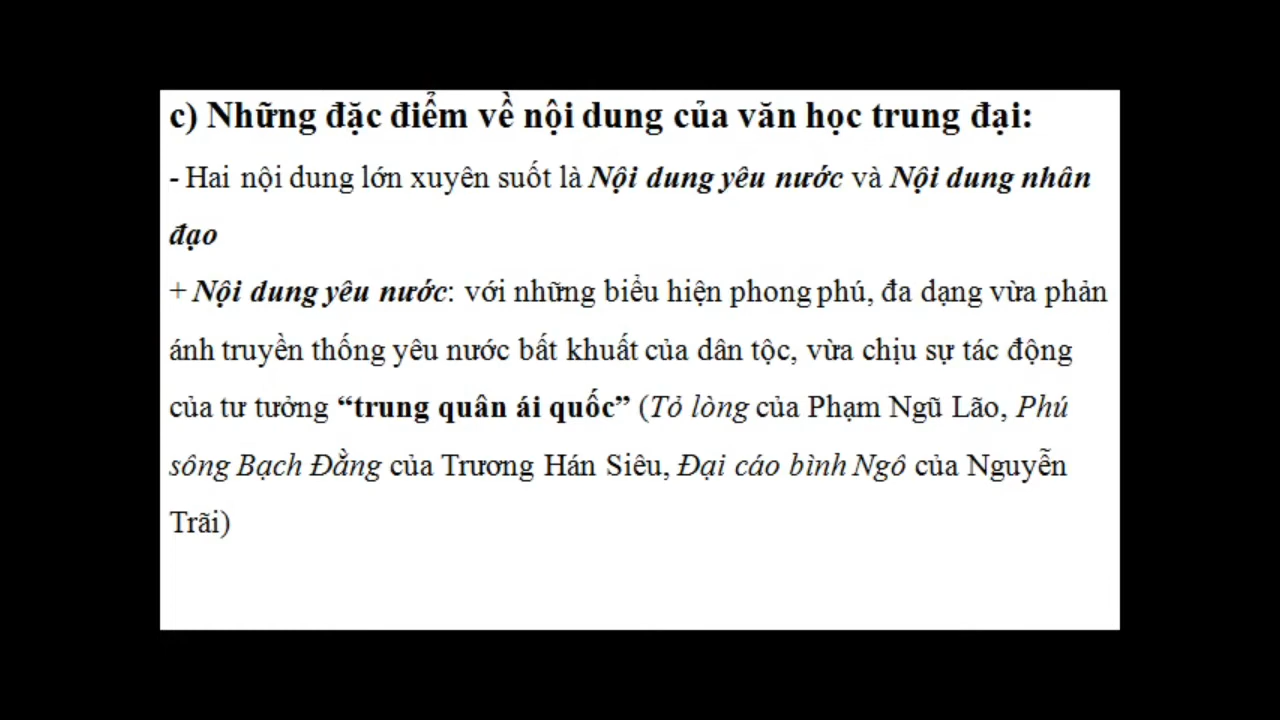 c) Những đặc điểm về nội dung của văn học trung đại:
- Hai nội dung lớn xuyên suốt là Nội dung yêu nước và Nội dung nhân
đạo
+ Nội dung yêu nước: với những biểu hiện phong phú, đa dạng vừa phản
ánh truyền thống yêu nước bất khuất của dân tộc, vừa chịu sự tác động
của tư tưởng “trung quân ái quốc” (Tỏ lòng của Phạm Ngũ Lão, Phú
sông Bạch Đằng của Trương Hán Siêu, Đại cáo bình Ngô của Nguyễn
Trãi)